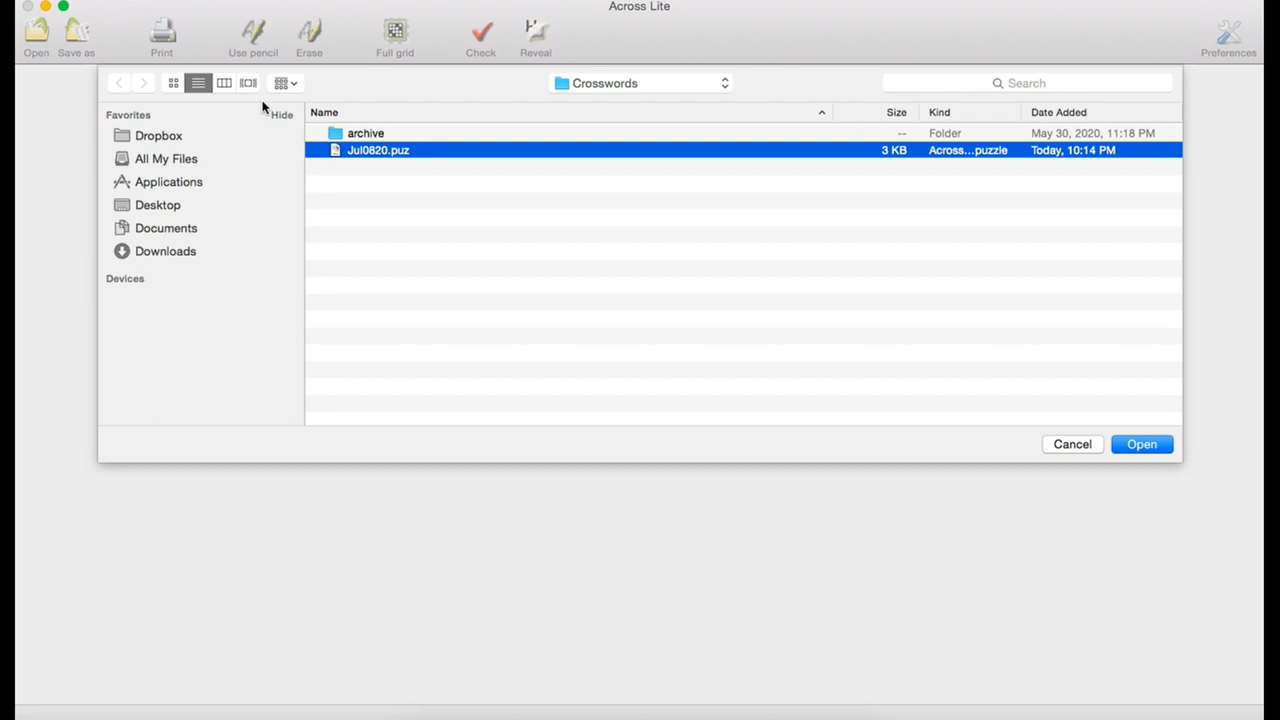 Across Lite
Open Save as Print Use pencil Erase Full grid Check Reveal Preferences
Crosswords Search
Favorites Hide
Dropbox
All My Files
Applications
Desktop
Documents
Downloads
Devices
Name Size Kind Date Added
archive -- Folder May 30, 2020, 11:18 PM
Jul0820.puz 3 KB Across...puzzle Today, 10:14 PM
Cancel Open